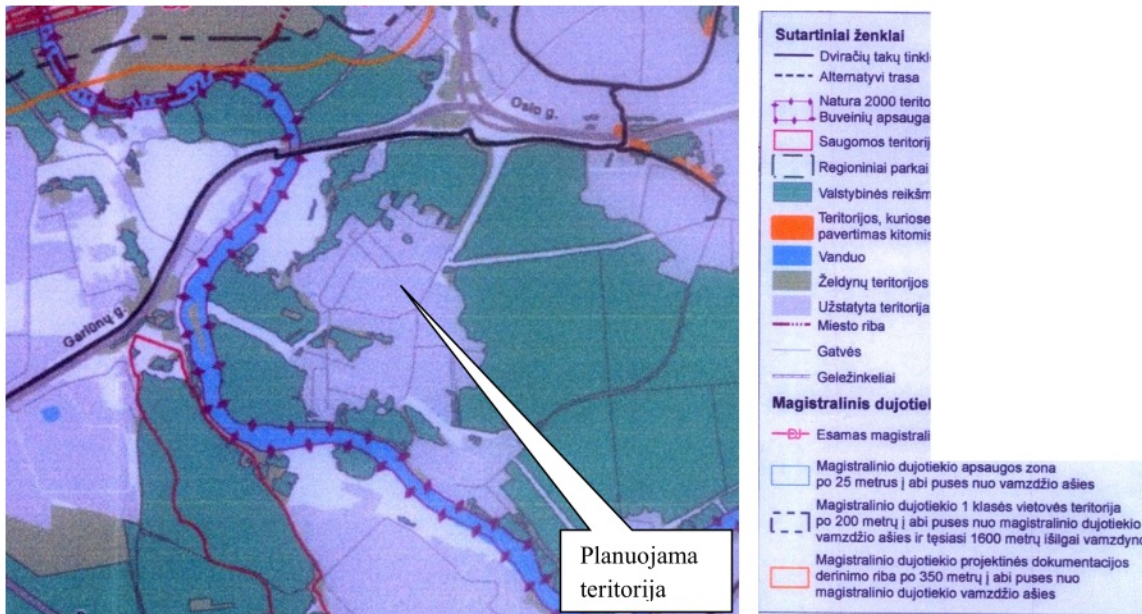 Oslo g.
Gariūnų g.
Planuojama
teritorija
Sutartiniai ženklai
Dviračių takų tinkl
Alternatyvi trasa
Natura 2000 terito
Buveinių apsauga
Saugomos teritorij
Regioniniai parkai
Valstybinės reikšm
Teritorijos, kuriose
pavertimas kitomis
Vanduo
Želdynų teritorijos
Užstatyta teritorija
Miesto riba
Gatvės
Geležinkeliai
Magistralinis dujotiek
Esamas magistrali
Magistralinio dujotiekio apsaugos zona
po 25 metrus į abi puses nuo vamzdžio ašies
Magistralinio dujotiekio 1 klasės vietovės teritorija
po 200 metrų į abi puses nuo magistralinio dujotiekio
vamzdžio ašies ir tęsiasi 1600 metrų išilgai vamzdyno
Magistralinio dujotiekio projektinės dokumentacijos
derinimo riba po 350 metrų į abi puses nuo
magistralinio dujotiekio vamzdžio ašies